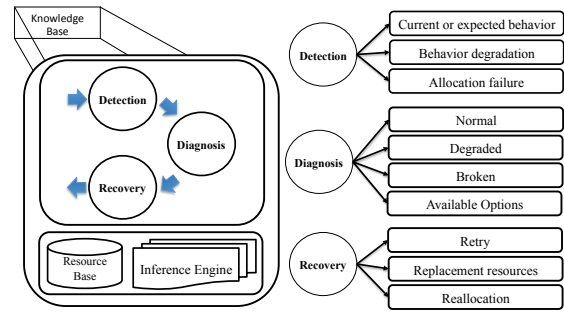 Knowledge
Base
Detection
Diagnosis
Recovery
Resource
Base
Inference Engine
Detection
Current or expected behavior
Behavior degradation
Allocation failure
Diagnosis
Normal
Degraded
Broken
Available Options
Recovery
Retry
Replacement resources
Reallocation